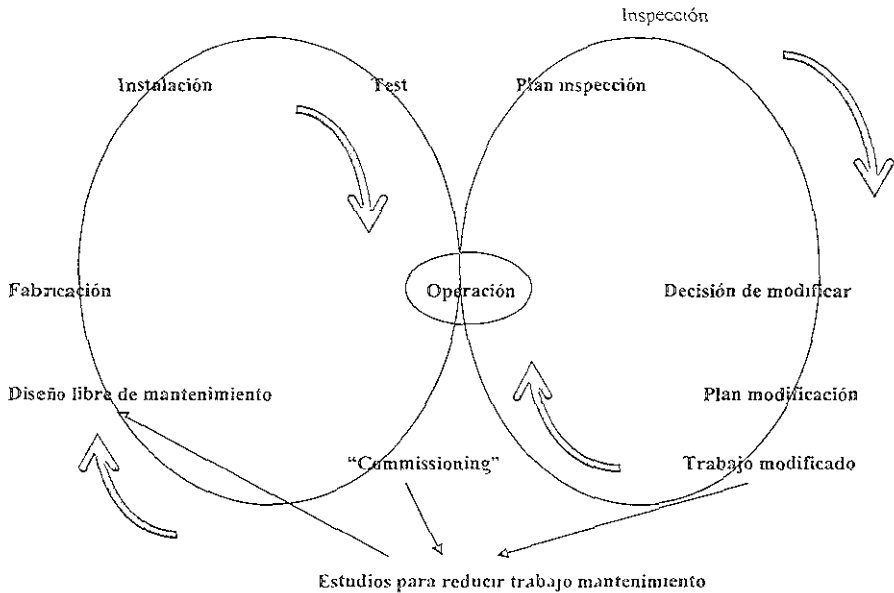 Inspección
Instalación
Test
Plan inspección
Fabricación
Operación
Decisión de modificar
Diseño libre de mantenimiento
Plan modificación
“Commissioning”
Trabajo modificado
Estudios para reducir trabajo mantenimiento